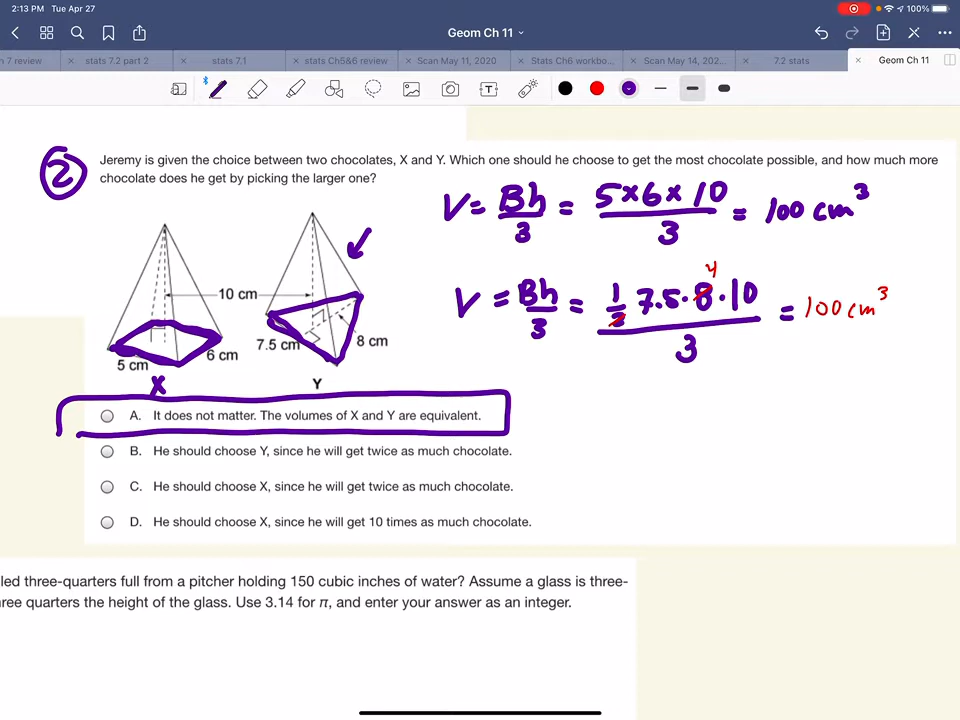 2:13 PM Tue Apr 27 100%
Geom Ch 11
n 7 review × stats 7.2 part 2 × stats 7.1 × stats Ch5&6 review × Scan May 11, 2020 × Stats Ch6 workbo... × Scan May 14, 202... × 7.2 stats × Geom Ch 11
2
Jeremy is given the choice between two chocolates, X and Y. Which one should he choose to get the most chocolate possible, and how much more
chocolate does he get by picking the larger one?
V = Bh/3 = 5×6×10/3 = 100 cm³
V = Bh/3 = 1/2 7.5·8·10/3 = 100 cm³
4
10 cm
7.5 cm
8 cm
6 cm
5 cm
X
Y
A. It does not matter. The volumes of X and Y are equivalent.
B. He should choose Y, since he will get twice as much chocolate.
C. He should choose X, since he will get twice as much chocolate.
D. He should choose X, since he will get 10 times as much chocolate.
led three-quarters full from a pitcher holding 150 cubic inches of water? Assume a glass is three-
ree quarters the height of the glass. Use 3.14 for π, and enter your answer as an integer.